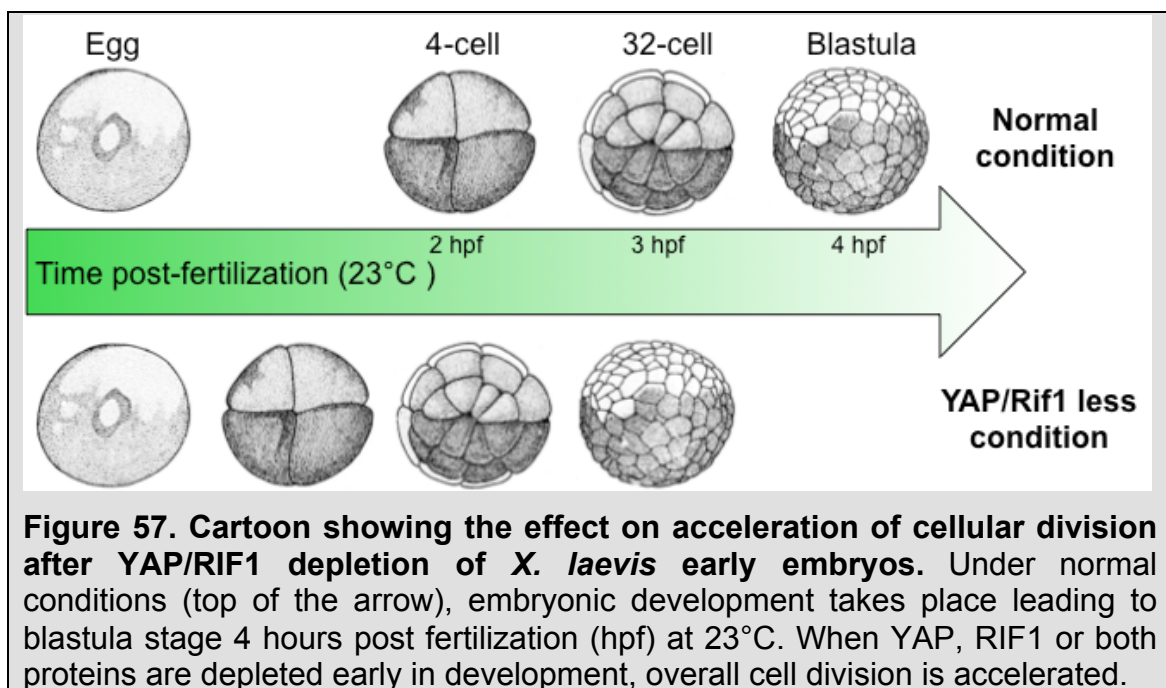 Egg 4-cell 32-cell Blastula
Normal
condition
2 hpf 3 hpf 4 hpf
Time post-fertilization (23°C )
YAP/Rif1 less
condition
Figure 57. Cartoon showing the effect on acceleration of cellular division
after YAP/RIF1 depletion of X. laevis early embryos. Under normal
conditions (top of the arrow), embryonic development takes place leading to
blastula stage 4 hours post fertilization (hpf) at 23°C. When YAP, RIF1 or both
proteins are depleted early in development, overall cell division is accelerated.